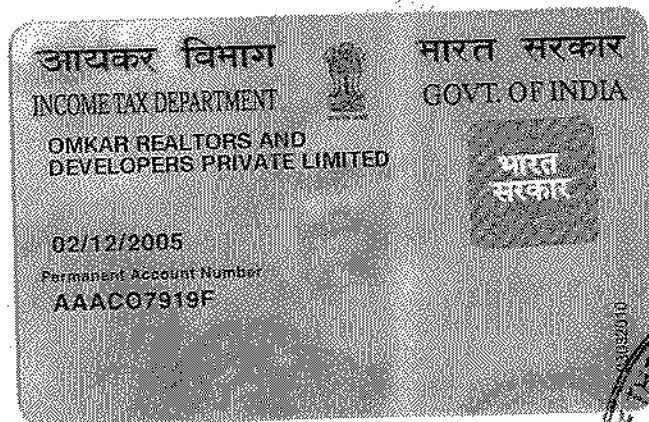 आयकर विभाग
INCOME TAX DEPARTMENT
भारत सरकार
GOVT. OF INDIA
OMKAR REALTORS AND
DEVELOPERS PRIVATE LIMITED
भारत
सरकार
02/12/2005
Permanent Account Number
AAACO7919F